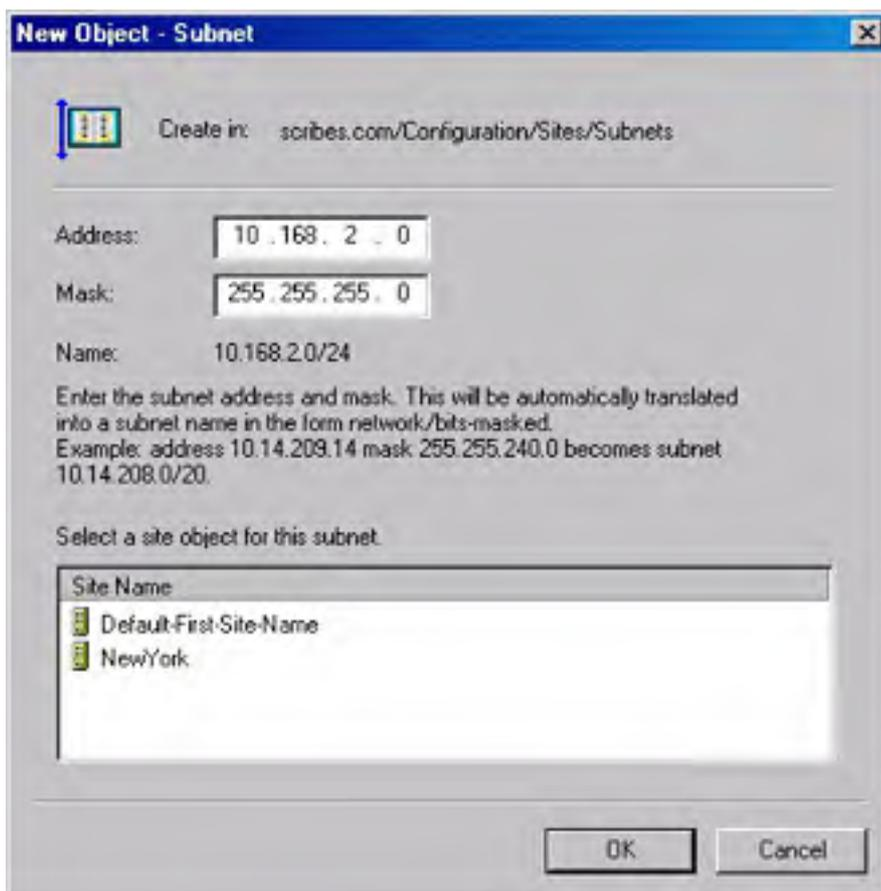 New Object - Subnet
Create in: scribes.com/Configuration/Sites/Subnets
Address: 10 . 168 . 2 . 0
Mask: 255 . 255 . 255 . 0
Name: 10.168.2.0/24
Enter the subnet address and mask. This will be automatically translated
into a subnet name in the form network/bits-masked.
Example: address 10.14.209.14 mask 255.255.240.0 becomes subnet
10.14.208.0/20.
Select a site object for this subnet.
Site Name
Default-First-Site-Name
NewYork
OK Cancel